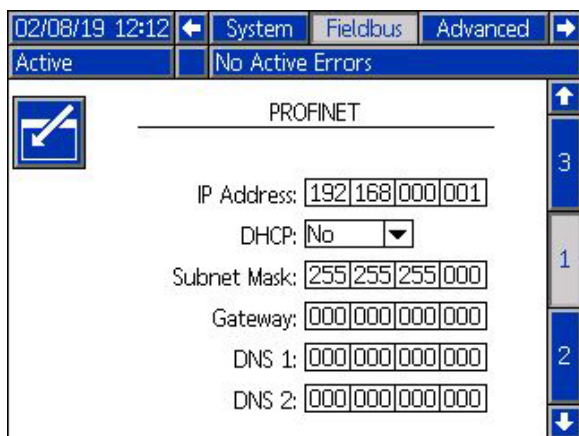 02/08/19 12:12 System Fieldbus Advanced
Active No Active Errors
PROFINET
3
IP Address: 192 168 000 001
DHCP: No
1
Subnet Mask: 255 255 255 000
Gateway: 000 000 000 000
DNS 1: 000 000 000 000
2
DNS 2: 000 000 000 000